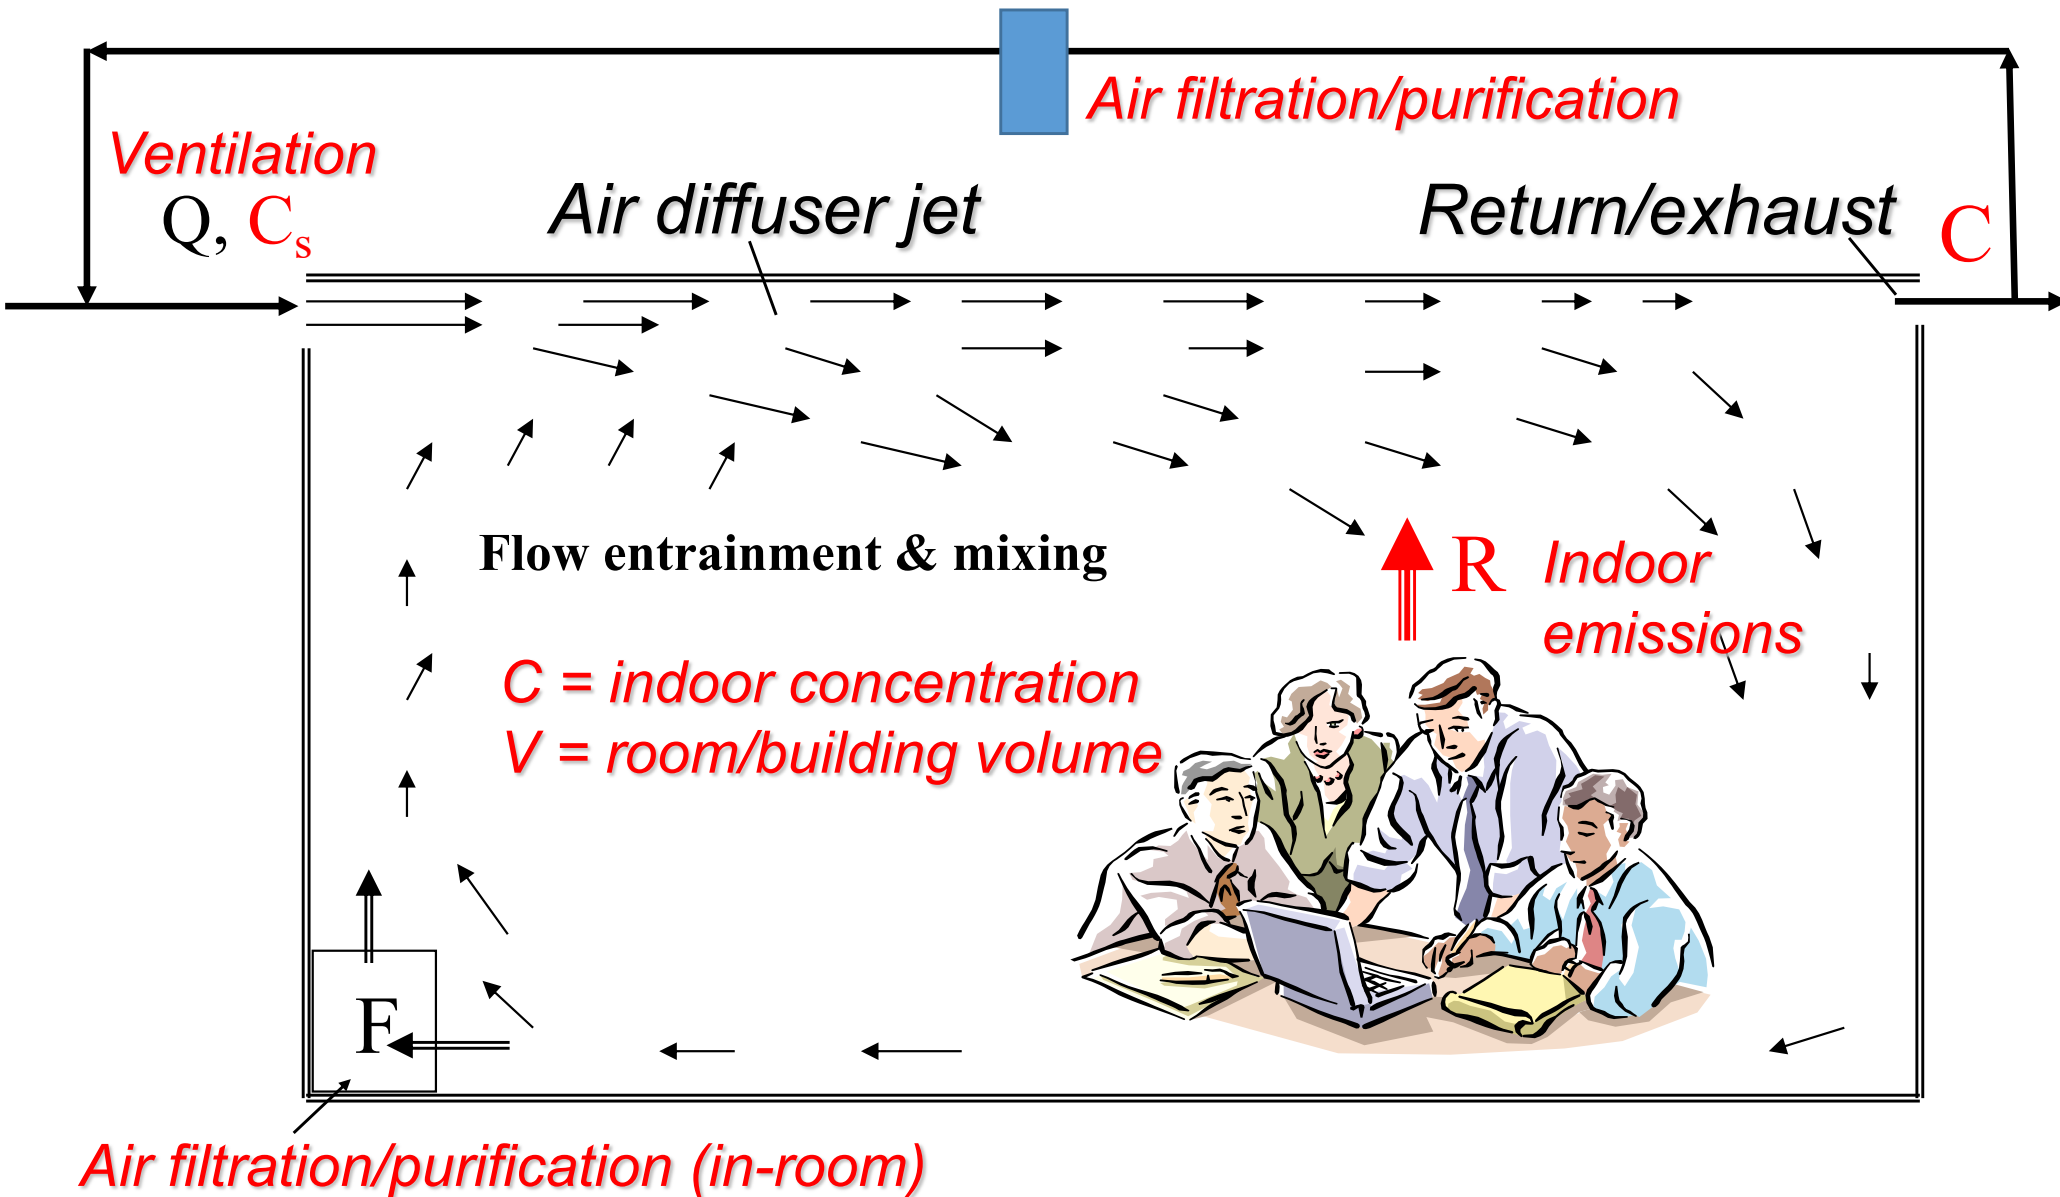 Air filtration/purification
Ventilation
Q, Cs
Air diffuser jet
Return/exhaust
C
Flow entrainment & mixing
R
Indoor
emissions
C = indoor concentration
V = room/building volume
F
Air filtration/purification (in-room)